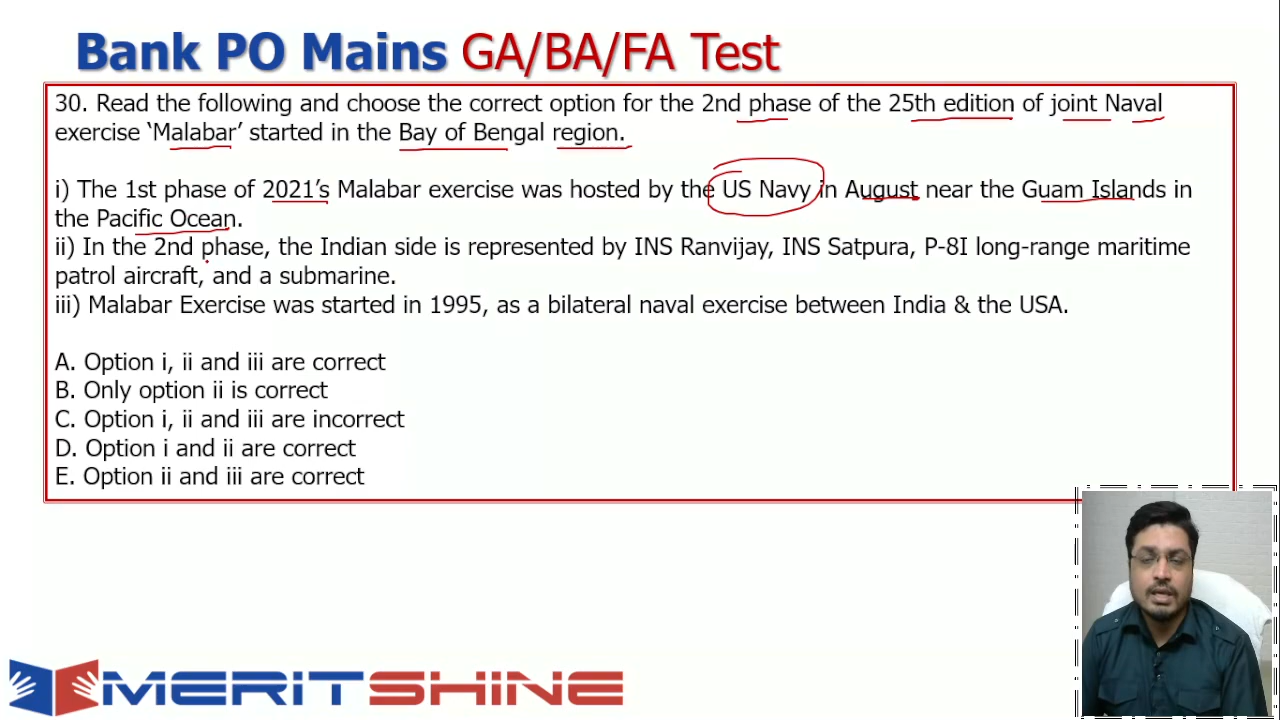 Bank PO Mains GA/BA/FA Test
30. Read the following and choose the correct option for the 2nd phase of the 25th edition of joint Naval
exercise ‘Malabar’ started in the Bay of Bengal region.
i) The 1st phase of 2021’s Malabar exercise was hosted by the US Navy in August near the Guam Islands in
the Pacific Ocean.
ii) In the 2nd phase, the Indian side is represented by INS Ranvijay, INS Satpura, P-8I long-range maritime
patrol aircraft, and a submarine.
iii) Malabar Exercise was started in 1995, as a bilateral naval exercise between India & the USA.
A. Option i, ii and iii are correct
B. Only option ii is correct
C. Option i, ii and iii are incorrect
D. Option i and ii are correct
E. Option ii and iii are correct
MERITSHINE